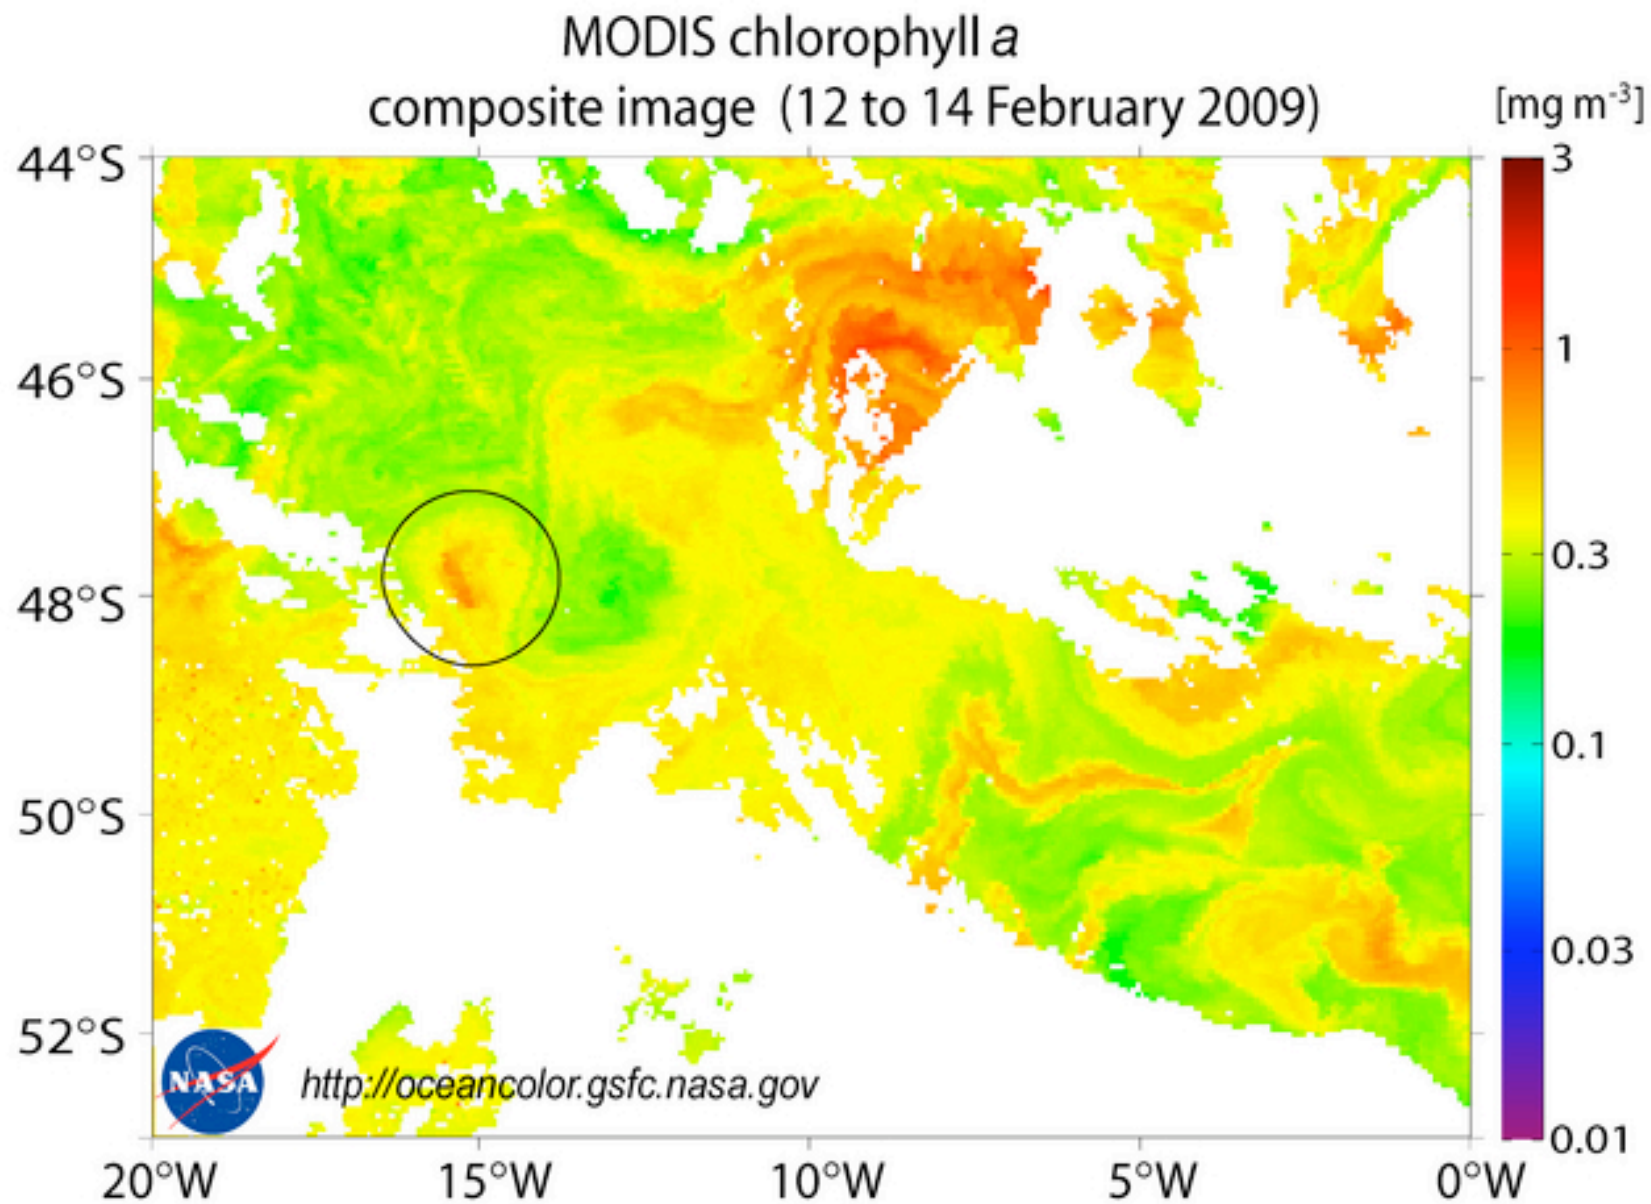 MODIS chlorophyll a
composite image (12 to 14 February 2009)
[mg m-3]
44°S
46°S
48°S
50°S
52°S
3
1
0.3
0.1
0.03
0.01
NASA
http://oceancolor.gsfc.nasa.gov
20°W
15°W
10°W
5°W
0°W